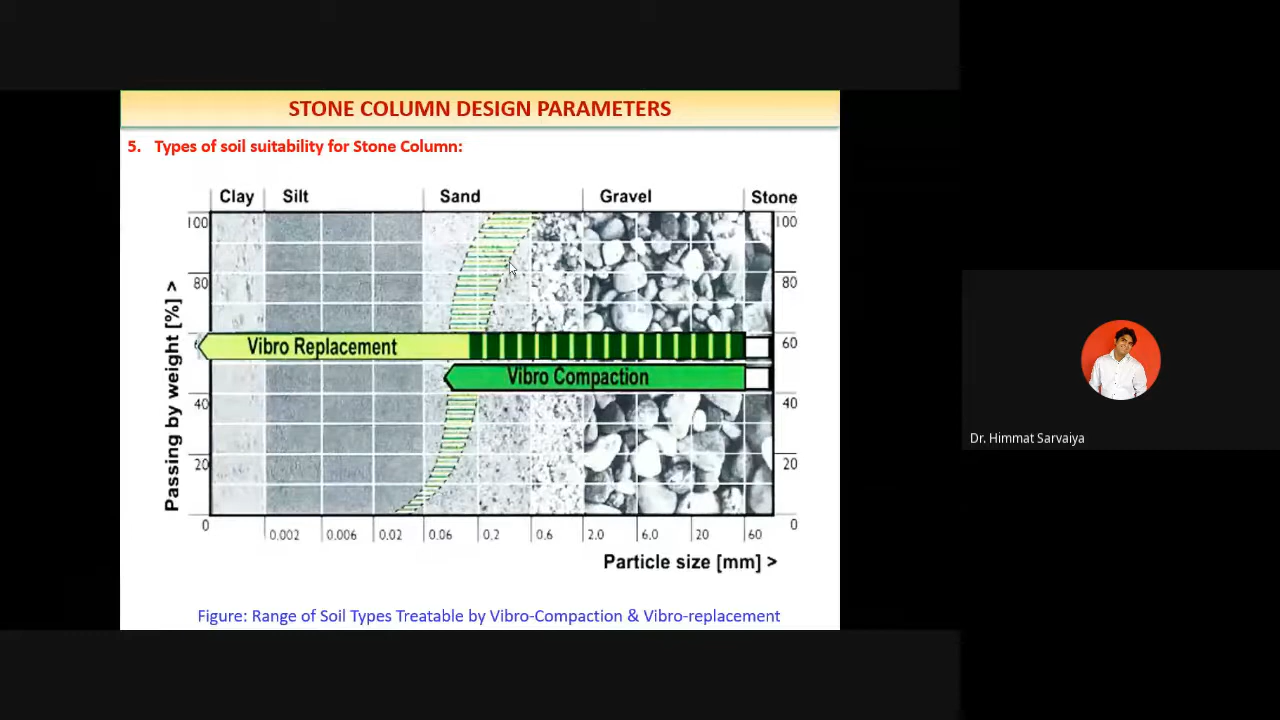 STONE COLUMN DESIGN PARAMETERS
5. Types of soil suitability for Stone Column:
Clay Silt Sand Gravel Stone
100 100
80 80
Vibro Replacement 60
Vibro Compaction
40 40
20 20
0 0
0.002 0.006 0.02 0.06 0,2 0.6 2.0 6,0 20 60
Passing by weight [%] >
Particle size [mm] >
Figure: Range of Soil Types Treatable by Vibro-Compaction & Vibro-replacement
Dr. Himmat Sarvaiya